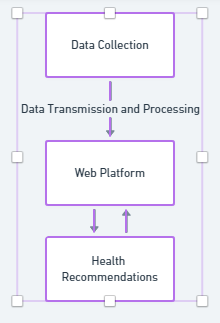 Data Collection
Data Transmission and Processing
Web Platform
Health
Recommendations